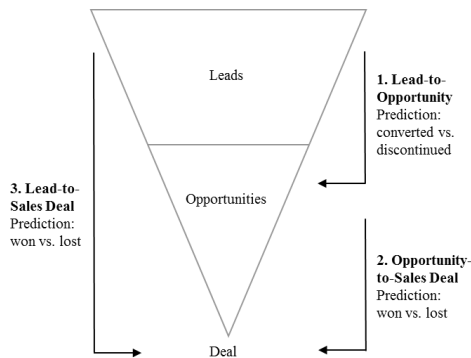 Leads
1. Lead-to-
Opportunity
Prediction:
converted vs.
discontinued
3. Lead-to-
Sales Deal
Prediction:
won vs. lost
Opportunities
2. Opportunity-
to-Sales Deal
Prediction:
won vs. lost
Deal